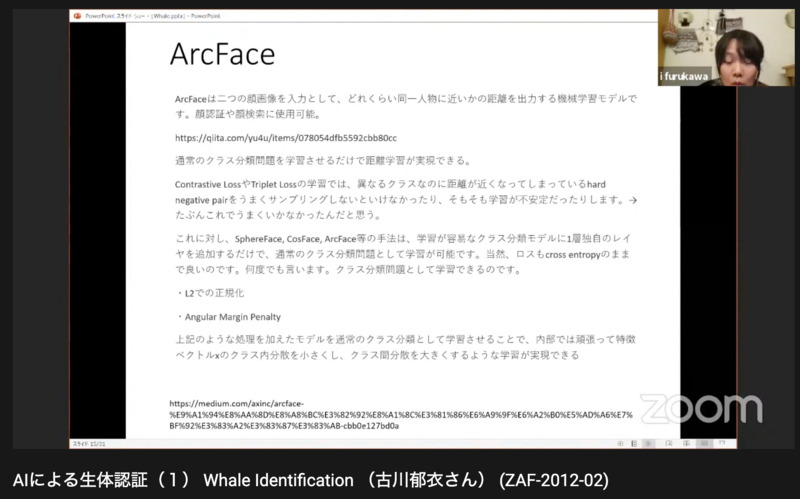 PowerPoint スライド ショー - [Whale.pptx] - PowerPoint
ArcFace
i furukawa
ArcFaceは二つの顔画像を入力として、どれくらい同一人物に近いかの距離を出力する機械学習モデルで
す。顔認証や顔検索に使用可能。
https://qiita.com/yu4u/items/078054dfb5592cbb80cc
通常のクラス分類問題を学習させるだけで距離学習が実現できる。
Contrastive LossやTriplet Lossの学習では、異なるクラスなのに距離が近くなってしまっているhard
negative pairをうまくサンプリングしないといけなかったり、そもそも学習が不安定だったりします。→
たぶんこれでうまくいかなかったんだと思う。
これに対し、SphereFace, CosFace, ArcFace等の手法は、学習が容易なクラス分類モデルに1層独自のレイ
ヤを追加するだけで、通常のクラス分類問題として学習が可能です。当然、ロスもcross entropyのまま
で良いのです。何度でも言います。クラス分類問題として学習できるのです。
・L2での正規化
・Angular Margin Penalty
上記のような処理を加えたモデルを通常のクラス分類として学習させることで、内部では頑張って特徴
ベクトルxのクラス内分散を小さくし、クラス間分散を大きくするような学習が実現できる
https://medium.com/axinc/arcface-
%E9%A1%94%E8%AA%8D%E8%A8%BC%E3%82%92%E8%A1%8C%E3%81%86%E6%A9%9F%E6%A2%B0%E5%AD%A6%E7%
BF%92%E3%83%A2%E3%83%87%E3%83%AB-cbb0e127bd0a
zoom
スライド 15/31
AIによる生体認証（１） Whale Identification （古川郁衣さん） (ZAF-2012-02)